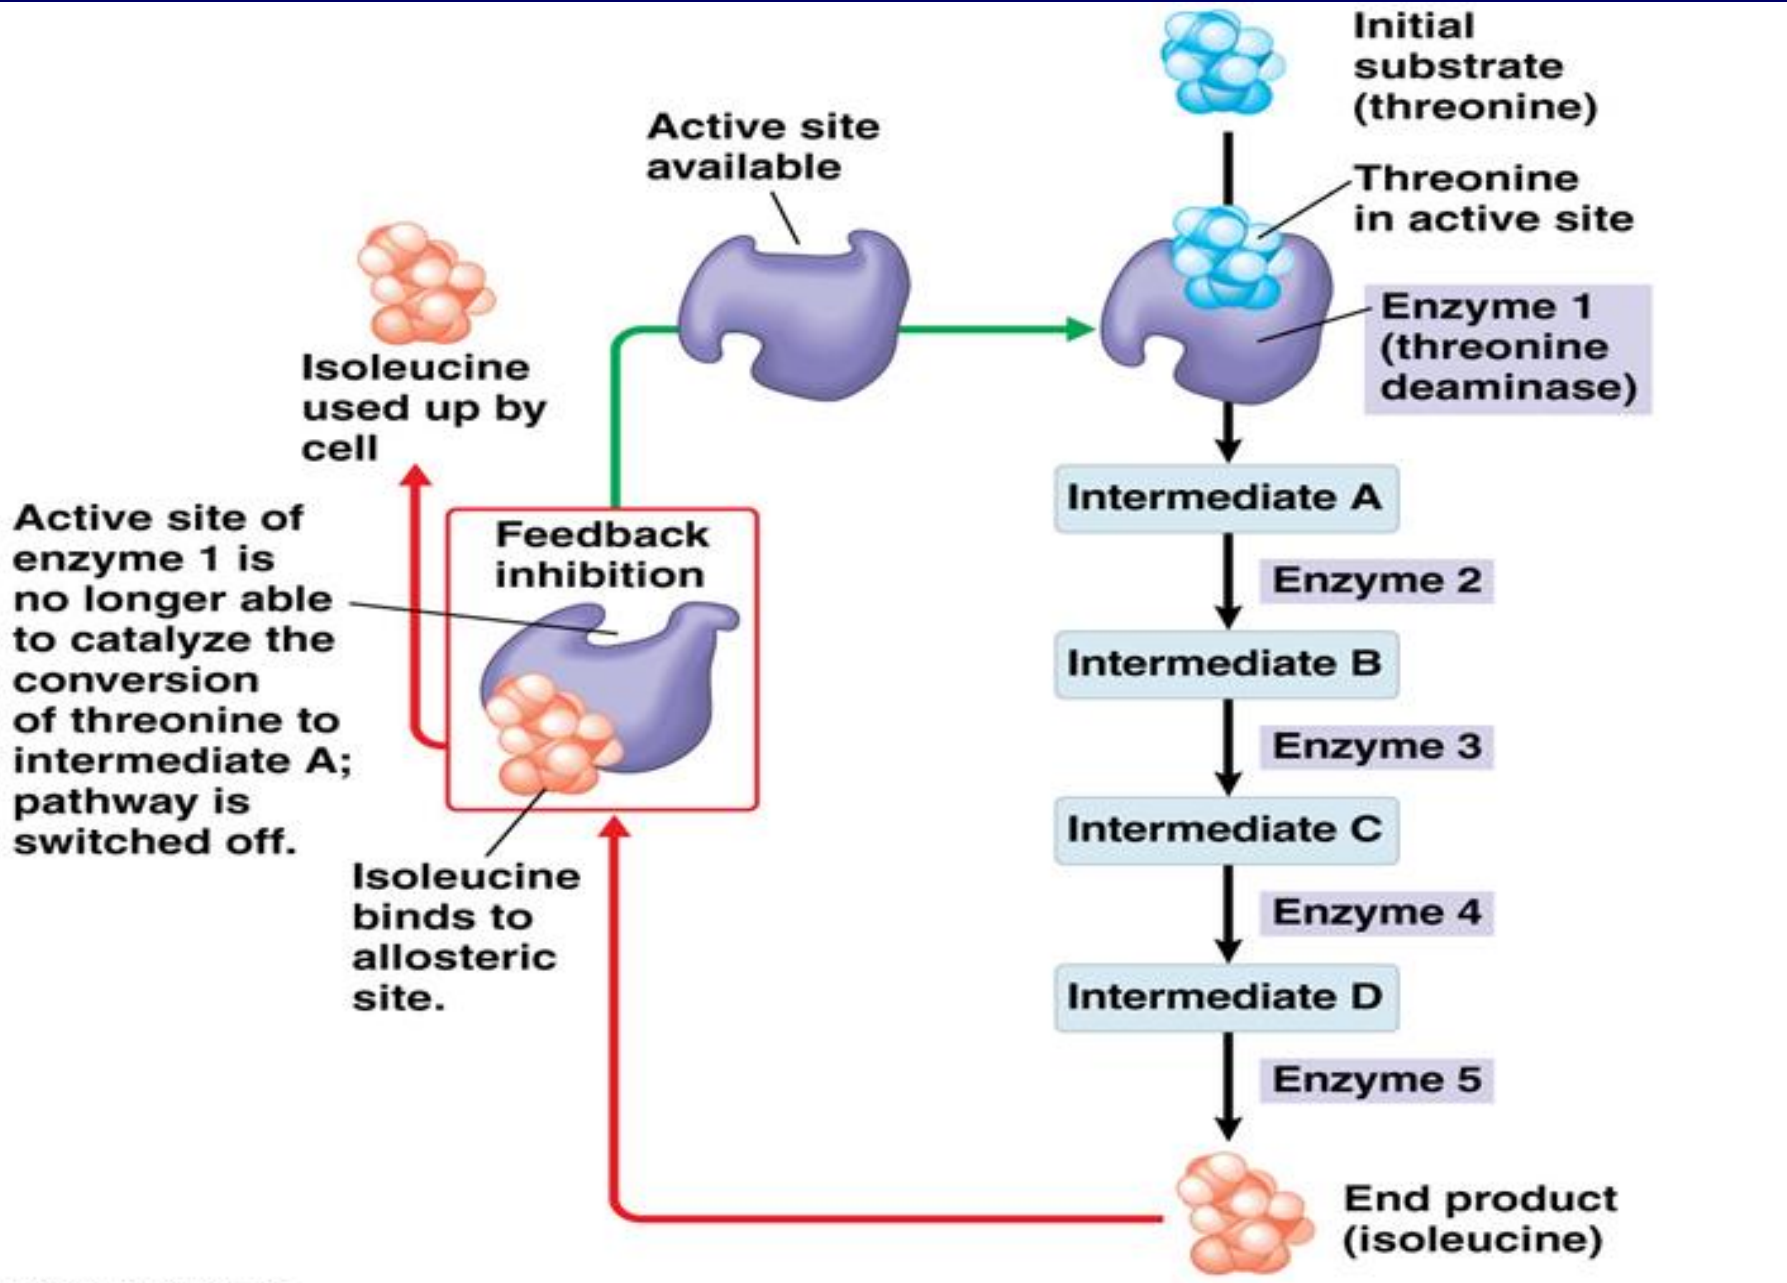 Initial
substrate
(threonine)
Active site
available
Threonine
in active site
Enzyme 1
(threonine
deaminase)
Isoleucine
used up by
cell
Intermediate A
Active site of
enzyme 1 is
no longer able
to catalyze the
conversion
of threonine to
intermediate A;
pathway is
switched off.
Feedback
inhibition
Enzyme 2
Intermediate B
Enzyme 3
Intermediate C
Isoleucine
binds to
allosteric
site.
Enzyme 4
Intermediate D
Enzyme 5
End product
(isoleucine)